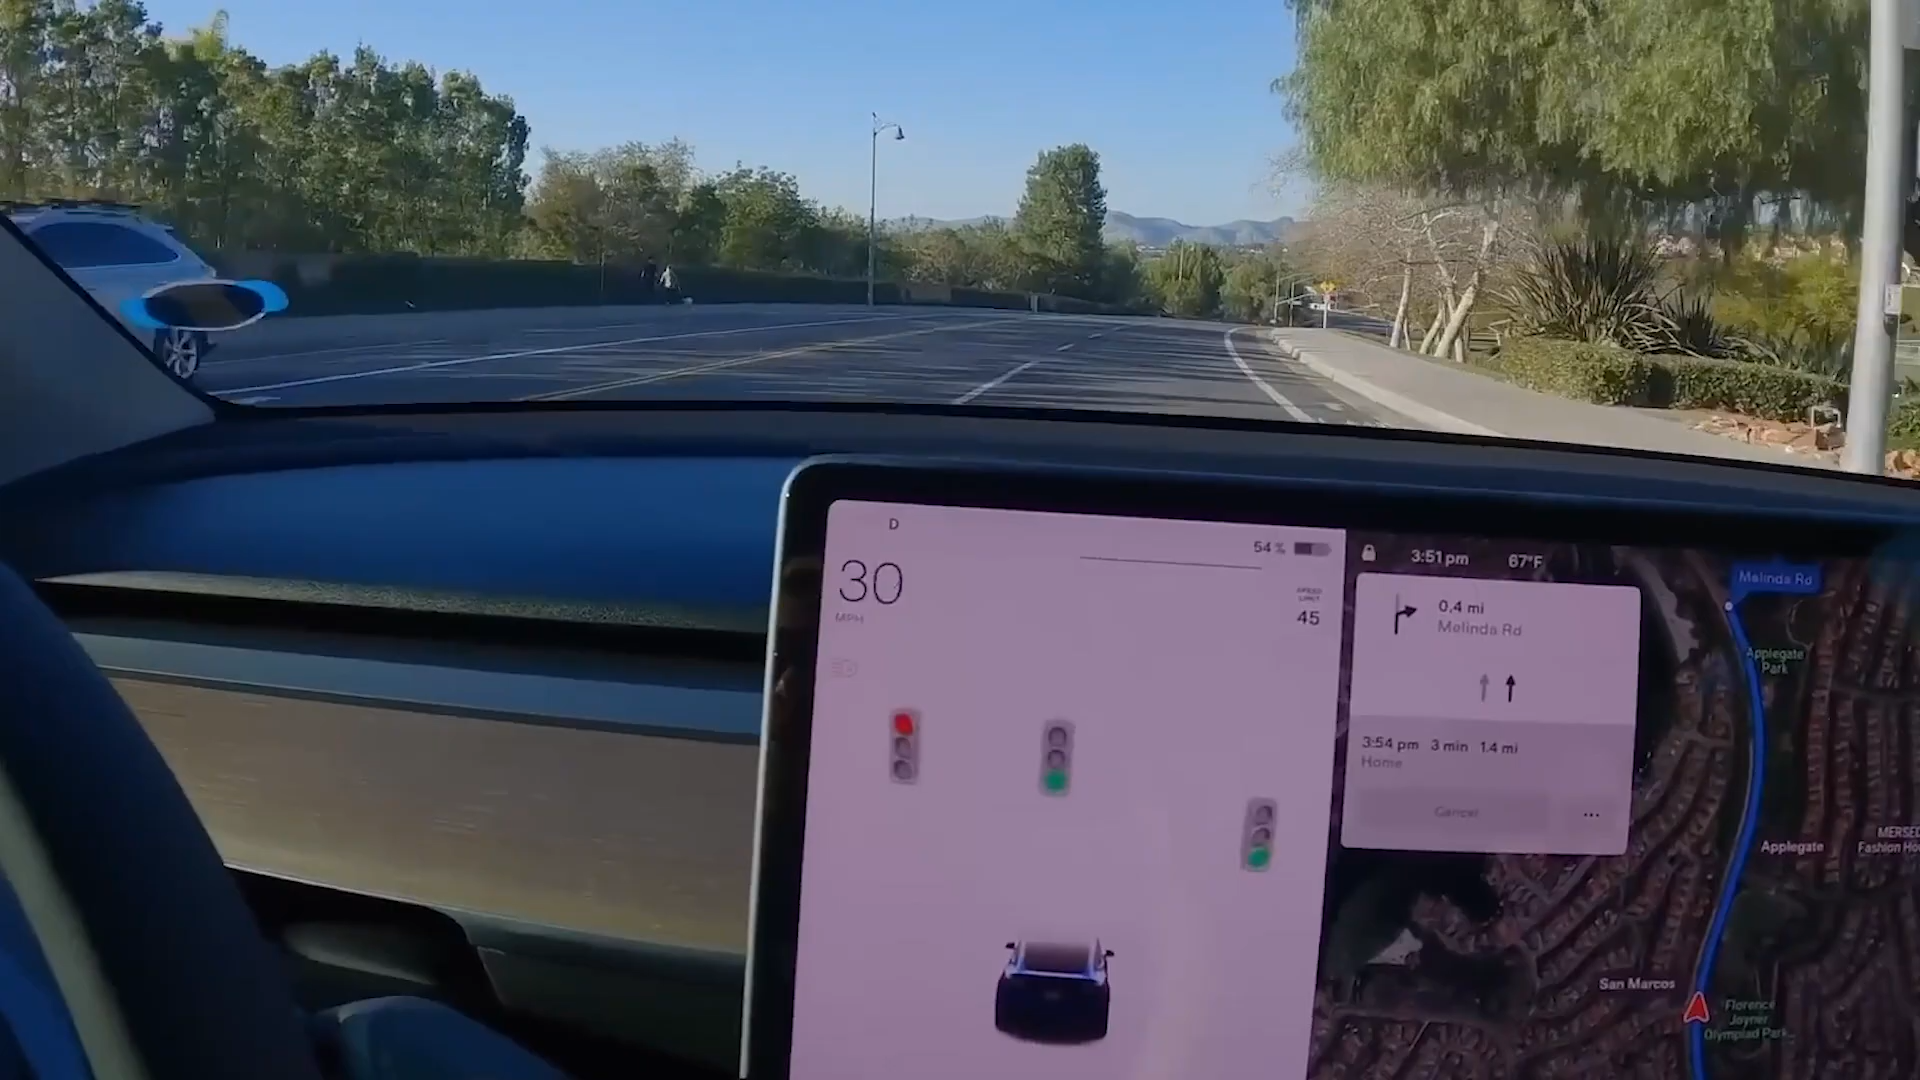 D
54 %
30
MPH
SPEED
LIMIT
45
3:51 pm
67°F
0.4 mi
Melinda Rd
3:54 pm 3 min 1.4 mi
Home
Cancel
...
Melinda Rd
Applegate
Park
Applegate
MERSED
Fashion Ho
San Marcos
Florence
Joyner
Olympiad Park